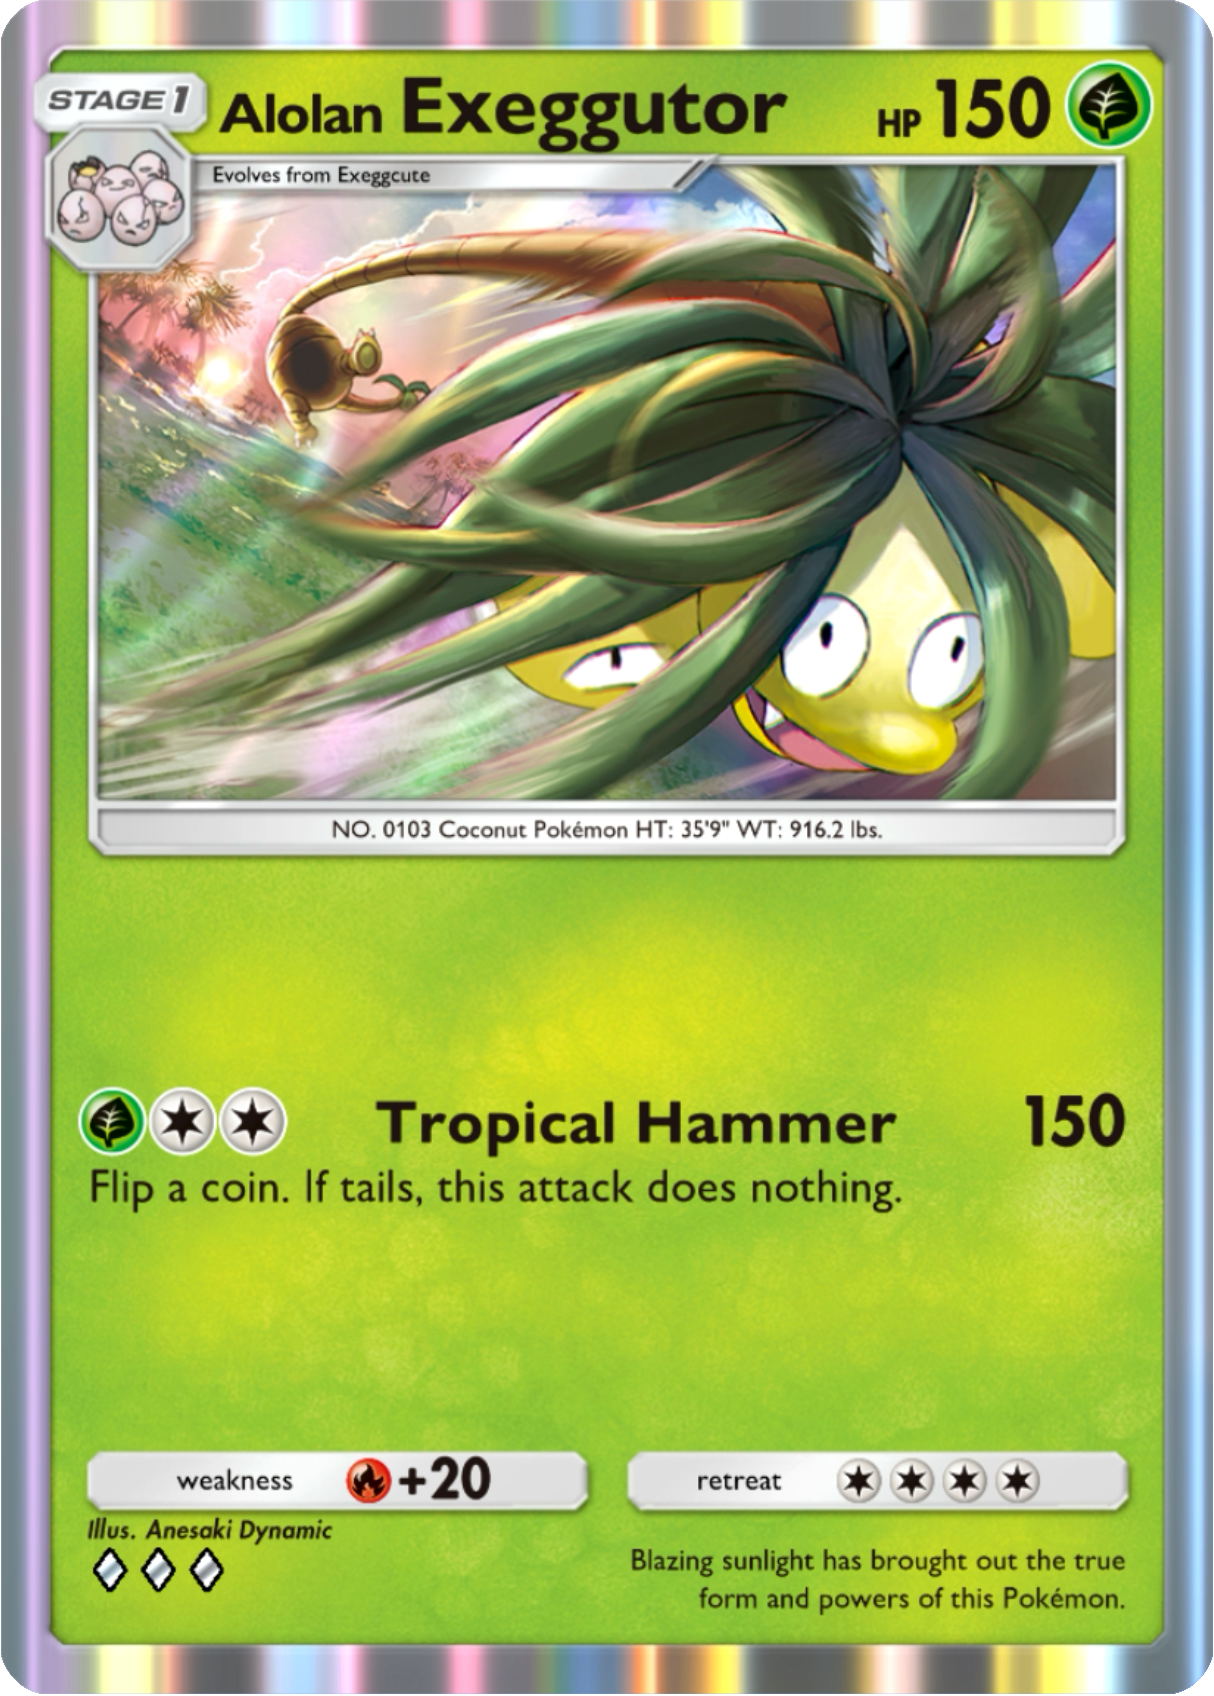 STAGE 1
Alolan Exeggutor HP 150
Evolves from Exeggcute
NO. 0103 Coconut Pokémon HT: 35'9" WT: 916.2 lbs.
Tropical Hammer 150
Flip a coin. If tails, this attack does nothing.
weakness +20
retreat
Illus. Anesaki Dynamic
Blazing sunlight has brought out the true
form and powers of this Pokémon.